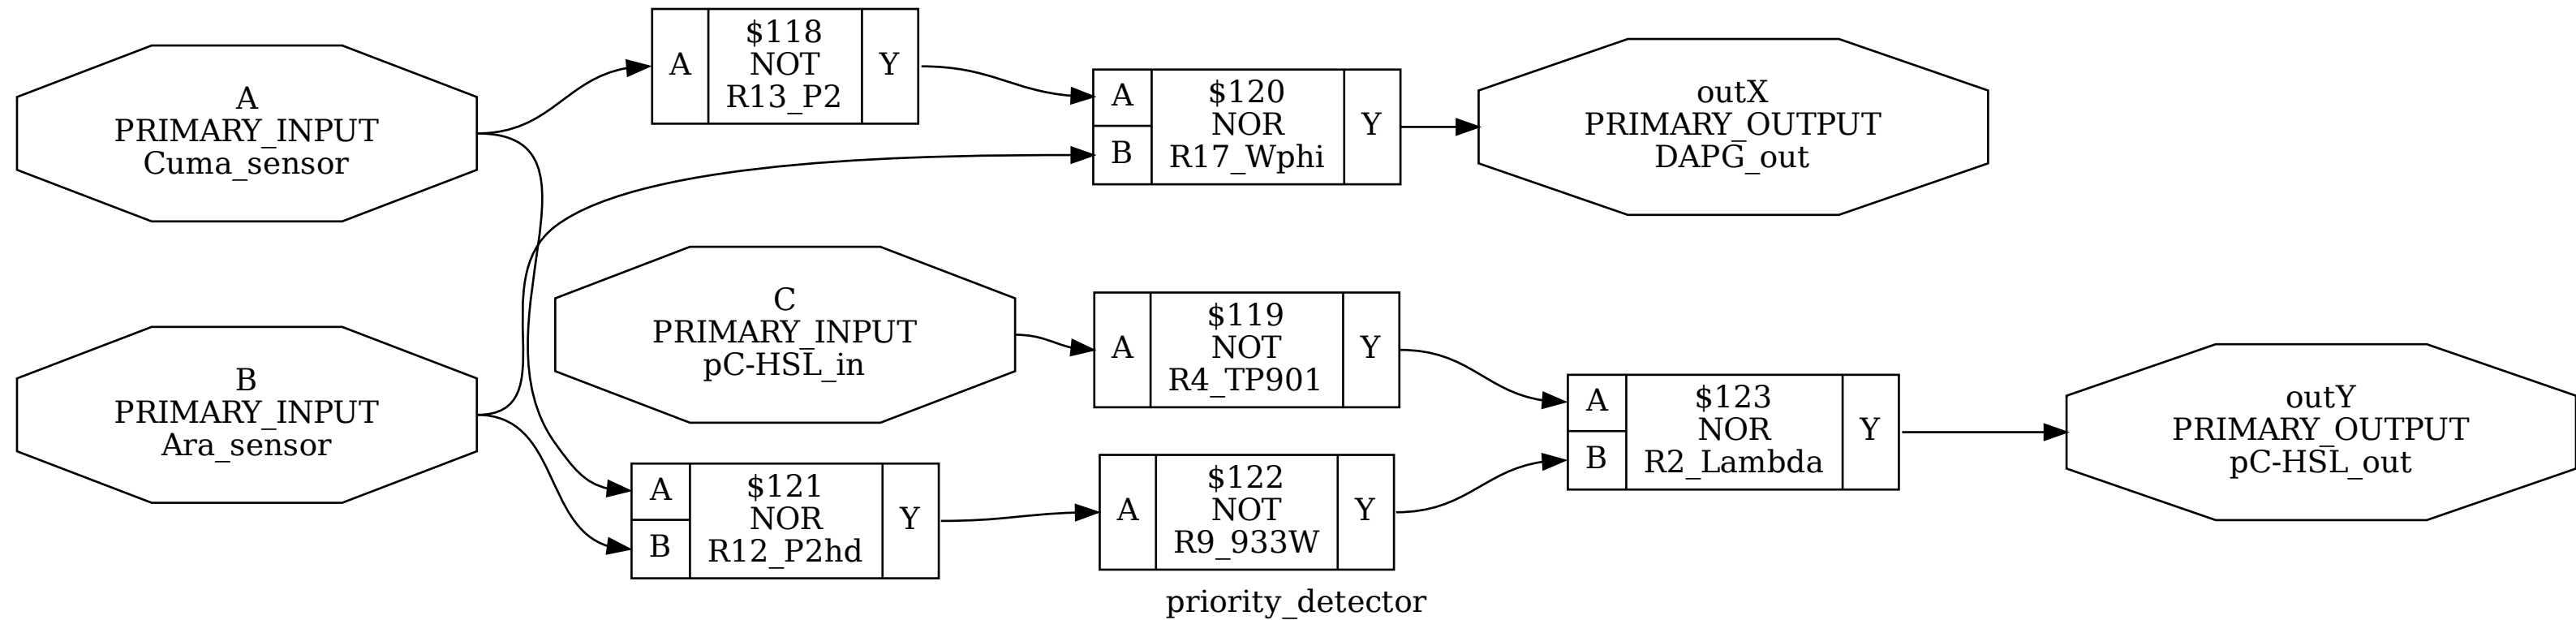 A
PRIMARY_INPUT
Cuma_sensor
A
$118
NOT
R13_P2
Y
A
B
$120
NOR
R17_Wphi
Y
outX
PRIMARY_OUTPUT
DAPG_out
B
PRIMARY_INPUT
Ara_sensor
C
PRIMARY_INPUT
pC-HSL_in
A
$119
NOT
R4_TP901
Y
A
B
$121
NOR
R12_P2hd
Y
A
$122
NOT
R9_933W
Y
A
B
$123
NOR
R2_Lambda
Y
outY
PRIMARY_OUTPUT
pC-HSL_out
priority_detector